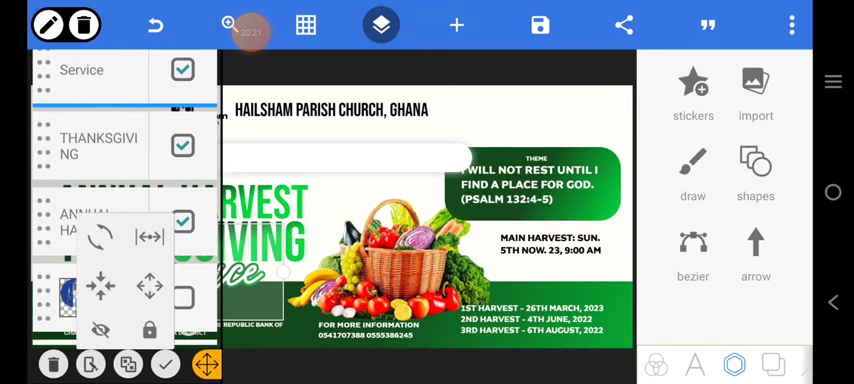 20:21
Service
THANKSGIVI
NG
HAILSHAM PARISH CHURCH, GHANA
THEME
I WILL NOT REST UNTIL I
FIND A PLACE FOR GOD.
(PSALM 132:4-5)
MAIN HARVEST: SUN.
5TH NOW. 23, 9:00 AM
REPUBLIC BANK OF
FOR MORE INFORMATION
0541707388 0555386245
1ST HARVEST - 26TH MARCH, 2023
2ND HARVEST - 4TH JUNE, 2022
3RD HARVEST - 6TH AUGUST, 2022
stickers
import
draw
shapes
bezier
arrow